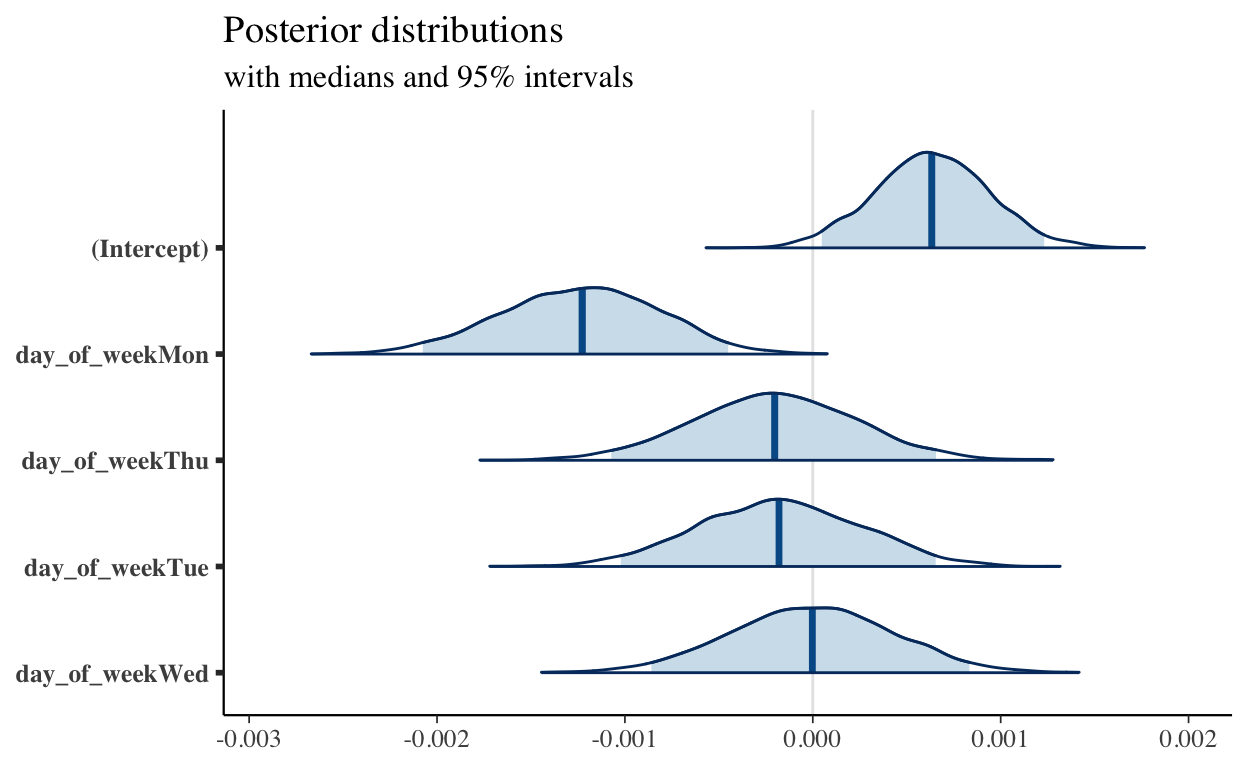 Posterior distributions
with medians and 95% intervals
(Intercept)
day_of_weekMon
day_of_weekThu
day_of_weekTue
day_of_weekWed
-0.003 -0.002 -0.001 0.000 0.001 0.002